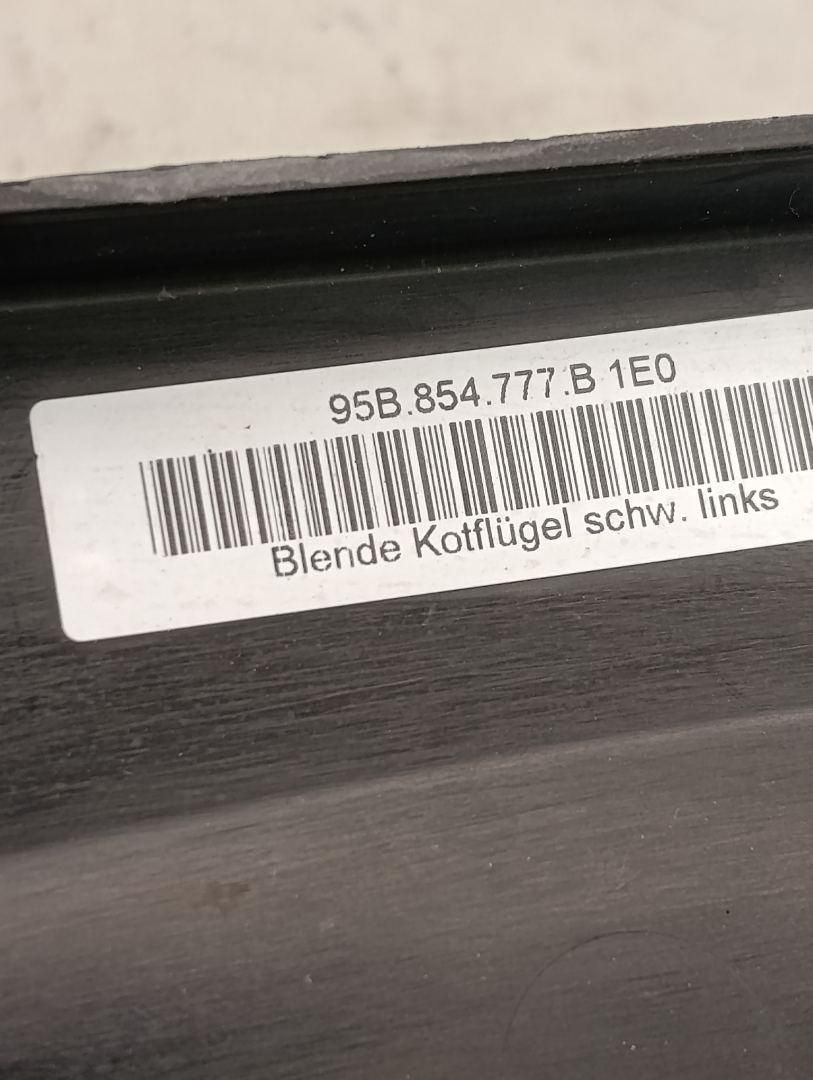 95B.854.777.B 1E0
Blende Kotflügel schw. links